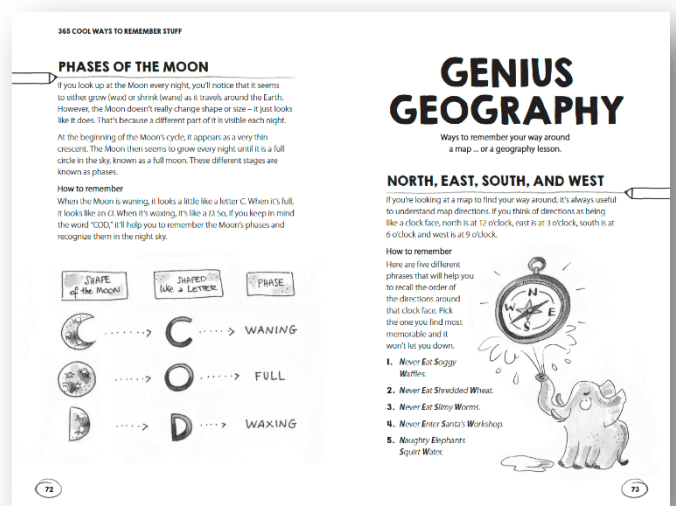 365 COOL WAYS TO REMEMBER STUFF
PHASES OF THE MOON
If you look up at the Moon every night, you'll notice that it seems
to either grow (wax) or shrink (wane) as it travels around the Earth.
However, the Moon doesn't really change shape or size – it just looks
like it does. That's because a different part of it is visible each night.
At the beginning of the Moon's cycle, it appears as a very thin
crescent. The Moon then seems to grow every night until it is a full
circle in the sky, known as a full moon. These different stages are
known as phases.
How to remember
When the Moon is waning, it looks a little like a letter C. When it's full,
it looks like an O. When it's waxing, it's like a D. So, if you keep in mind
the word "COD," it'll help you to remember the Moon's phases and
recognize them in the night sky.
SHAPE of the MOON
SHAPED like a LETTER
PHASE
C WANING
O FULL
D WAXING
72
GENIUS
GEOGRAPHY
Ways to remember your way around
a map ... or a geography lesson.
NORTH, EAST, SOUTH, AND WEST
If you're looking at a map to find your way around, it's always useful
to understand map directions. If you think of directions as being
like a clock face, north is at 12 o'clock, east is at 3 o'clock, south is at
6 o'clock and west is at 9 o'clock.
How to remember
Here are five different
phrases that will help you
to recall the order of
the directions around
that clock face. Pick
the one you find most
memorable and it
won't let you down.
1. Never Eat Soggy
Waffles.
2. Never Eat Shredded Wheat.
3. Never Eat Slimy Worms.
4. Never Enter Santa's Workshop.
5. Naughty Elephants
Squirt Water.
N
W E
S
73